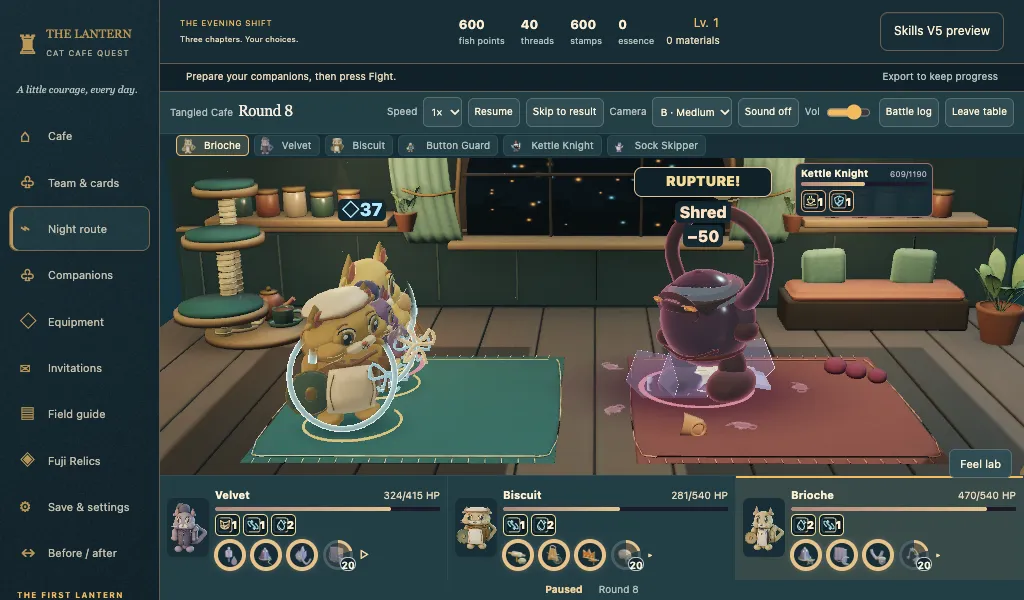 THE LANTERN
CAT CAFE QUEST
A little courage, every day.
Cafe
Team & cards
Night route
Companions
Equipment
Invitations
Field guide
Fuji Relics
Save & settings
Before / after
THE FIRST LANTERN
THE EVENING SHIFT
Three chapters. Your choices.
600 fish points
40 threads
600 stamps
0 essence
Lv. 1
0 materials
Skills V5 preview
Prepare your companions, then press Fight.
Export to keep progress
Tangled Cafe Round 8
Speed 1x Resume Skip to result Camera B · Medium Sound off Vol Battle log Leave table
Brioche Velvet Biscuit Button Guard Kettle Knight Sock Skipper
37
RUPTURE!
Shred
−50
Kettle Knight 609/1190
1 1
Feel lab
Velvet 324/415 HP
1 1 2
20
Biscuit 281/540 HP
1 2
20
Brioche 470/540 HP
2 1
20
Paused Round 8